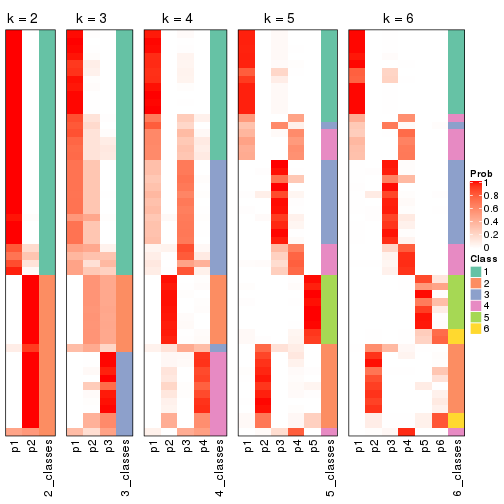 k = 2
k = 3
k = 4
k = 5
k = 6
p1
p2
2_classes
p1
p2
p3
3_classes
p1
p2
p3
p4
4_classes
p1
p2
p3
p4
p5
5_classes
p1
p2
p3
p4
p5
p6
6_classes
Prob
1
0.8
0.6
0.4
0.2
0
Class
1
2
3
4
5
6